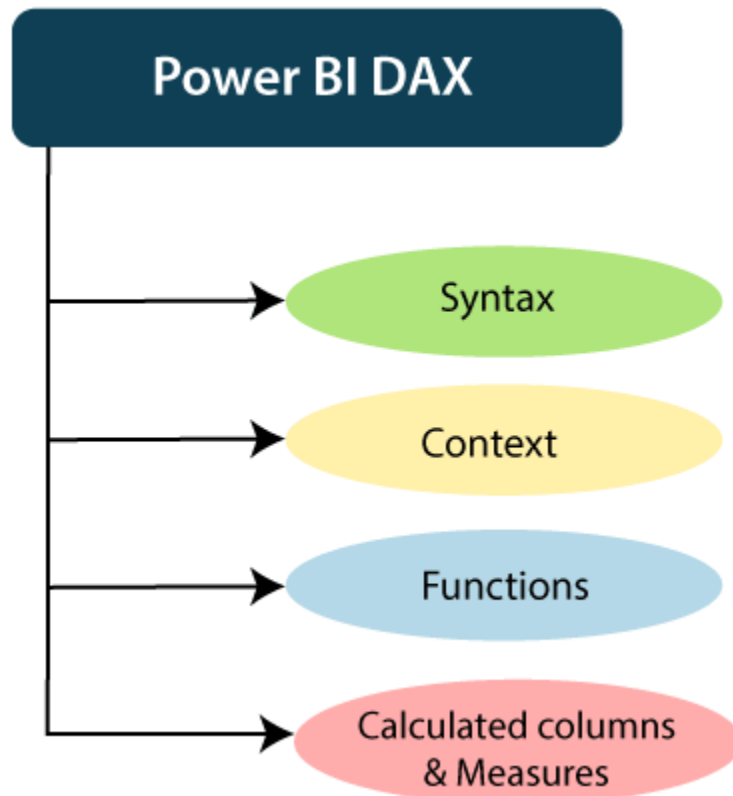 Power BI DAX
Syntax
Context
Functions
Calculated columns
& Measures